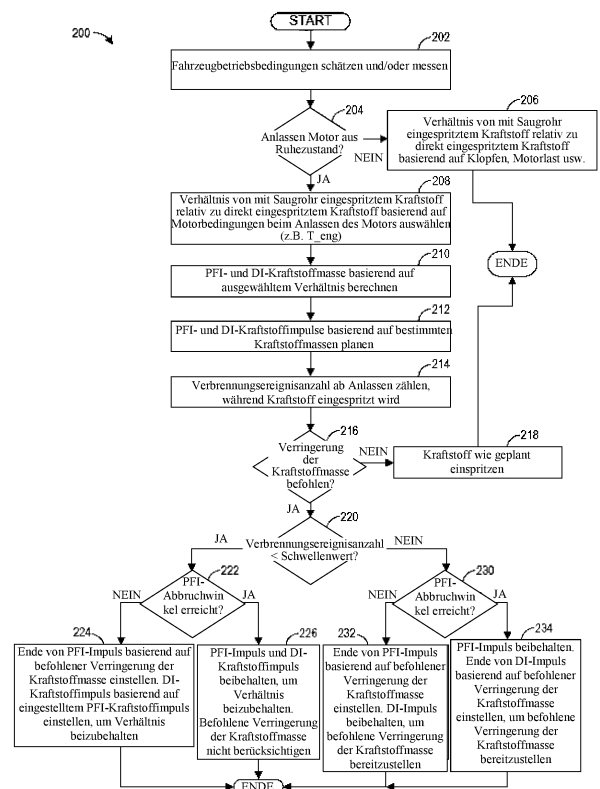 START
200
202
Fahrzeugbetriebsbedingungen schätzen und/oder messen
204
Anlassen Motor aus
Ruhezustand?
NEIN
JA
206
Verhältnis von mit Saugrohr
eingespritztem Kraftstoff relativ zu
direkt eingespritztem Kraftstoff
basierend auf Klopfen, Motorlast usw.
208
Verhältnis von mit Saugrohr eingespritztem Kraftstoff
relativ zu direkt eingespritztem Kraftstoff basierend auf
Motorbedingungen beim Anlassen des Motors auswählen
(z.B. T_eng)
ENDE
210
PFI- und DI-Kraftstoffmasse basierend auf
ausgewähltem Verhältnis berechnen
212
PFI- und DI-Kraftstoffimpulse basierend auf bestimmten
Kraftstoffmassen planen
214
Verbrennungsereignisanzahl ab Anlassen zählen,
während Kraftstoff eingespritzt wird
216
Verringerung
der
Kraftstoffmasse
befohlen?
NEIN
JA
218
Kraftstoff wie geplant
einspritzen
220
Verbrennungsereignisanzahl
< Schwellenwert?
JA
NEIN
222
PFI-
Abbruchwin
kel erreicht?
NEIN
JA
230
PFI-
Abbruchwin
kel erreicht?
NEIN
JA
224
Ende von PFI-Impuls basierend auf
befohlener Verringerung der
Kraftstoffmasse einstellen. DI-
Kraftstoffimpuls basierend auf
eingestelltem PFI-Kraftstoffimpuls
einstellen, um Verhältnis
beizubehalten
226
PFI-Impuls und DI-
Kraftstoffimpuls
beibehalten, um
Verhältnis
beizubehalten.
Befohlene Verringerung
der Kraftstoffmasse
nicht berücksichtigen
232
Ende von PFI-Impuls
basierend auf befohlener
Verringerung der
Kraftstoffmasse
einstellen. DI-Impuls
beibehalten, um
befohlene Verringerung
der Kraftstoffmasse
bereitzustellen
234
PFI-Impuls beibehalten.
Ende von DI-Impuls
basierend auf befohlener
Verringerung der
Kraftstoffmasse
einstellen, um befohlene
Verringerung der
Kraftstoffmasse
bereitzustellen
ENDE